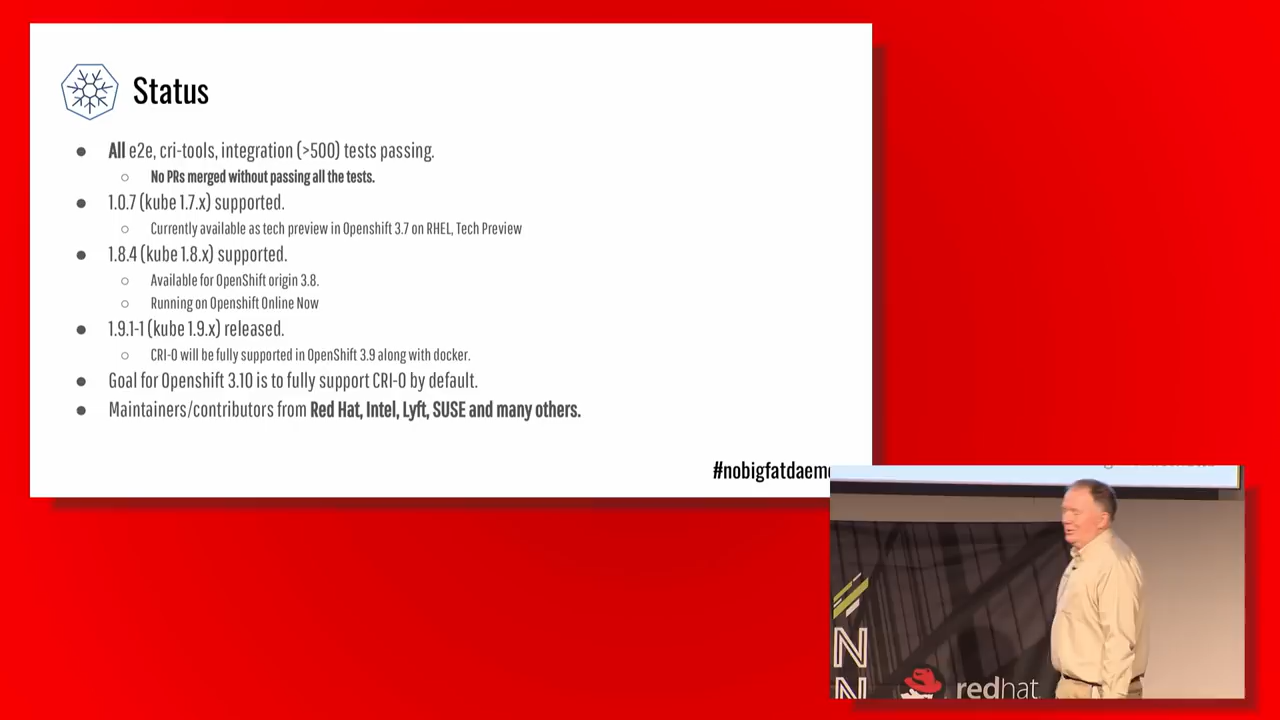 Status
● All e2e, cri-tools, integration (>500) tests passing.
○ No PRs merged without passing all the tests.
● 1.0.7 (kube 1.7.x) supported.
○ Currently available as tech preview in Openshift 3.7 on RHEL, Tech Preview
● 1.8.4 (kube 1.8.x) supported.
○ Available for OpenShift origin 3.8.
○ Running on Openshift Online Now
● 1.9.1-1 (kube 1.9.x) released.
○ CRI-O will be fully supported in OpenShift 3.9 along with docker.
● Goal for Openshift 3.10 is to fully support CRI-O by default.
● Maintainers/contributors from Red Hat, Intel, Lyft, SUSE and many others.
#nobigfatdaem
N
N
redhat